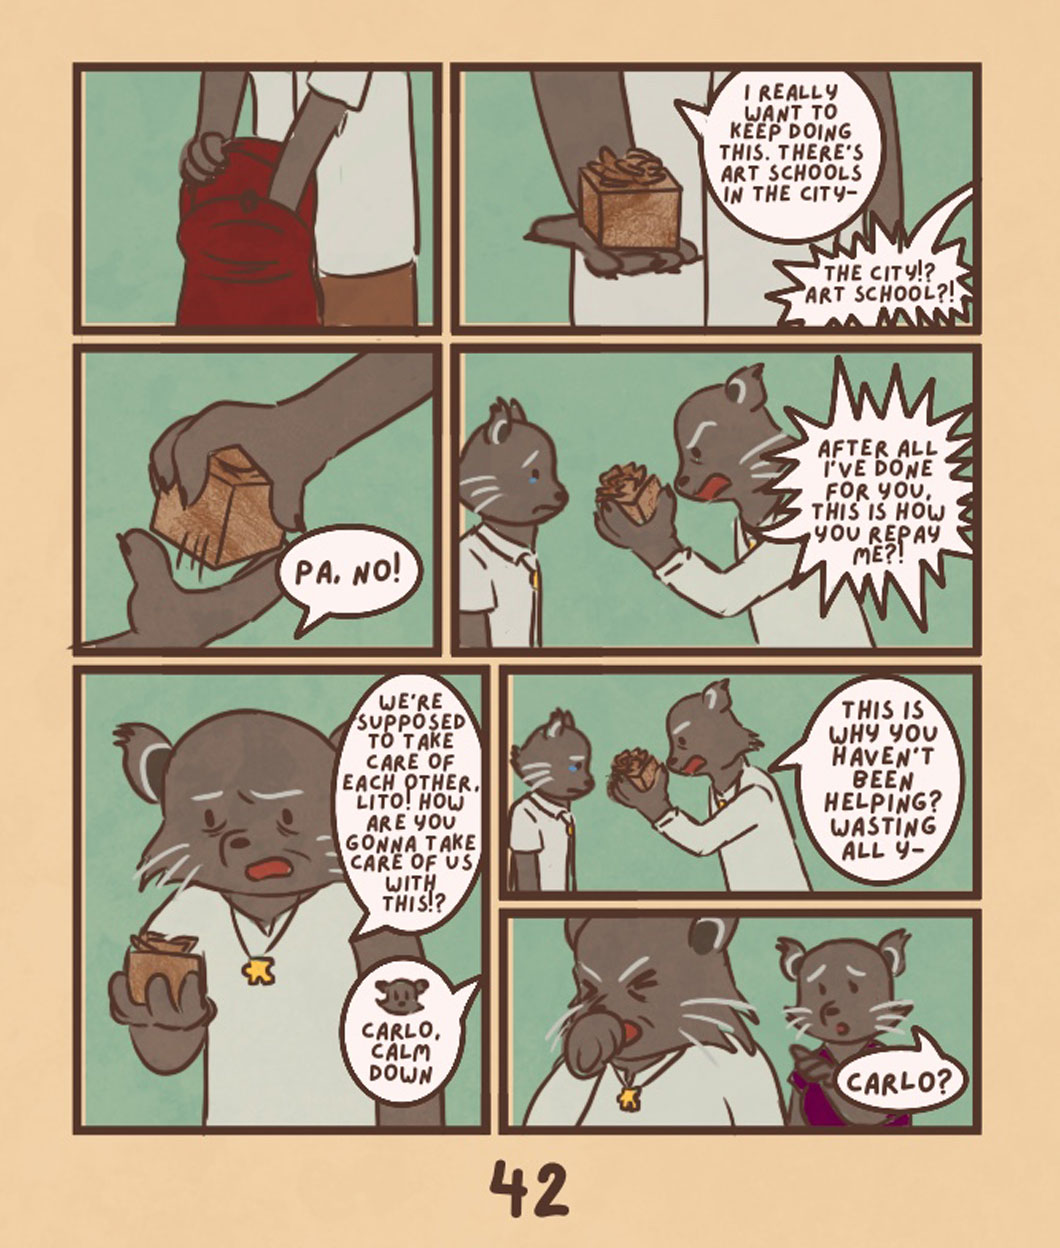 I REALLY
WANT TO
KEEP DOING
THIS. THERE'S
ART SCHOOLS
IN THE CITY-
THE CITY!?
ART SCHOOL?!
PA, NO!
AFTER ALL
I'VE DONE
FOR YOU,
THIS IS HOW
YOU REPAY
ME?!
WE'RE
SUPPOSED
TO TAKE
CARE OF
EACH OTHER,
LITO! HOW
ARE YOU
GONNA TAKE
CARE OF US
WITH
THIS!?
CARLO,
CALM
DOWN
THIS IS
WHY YOU
HAVEN'T
BEEN
HELPING?
WASTING
ALL Y-
CARLO?
42